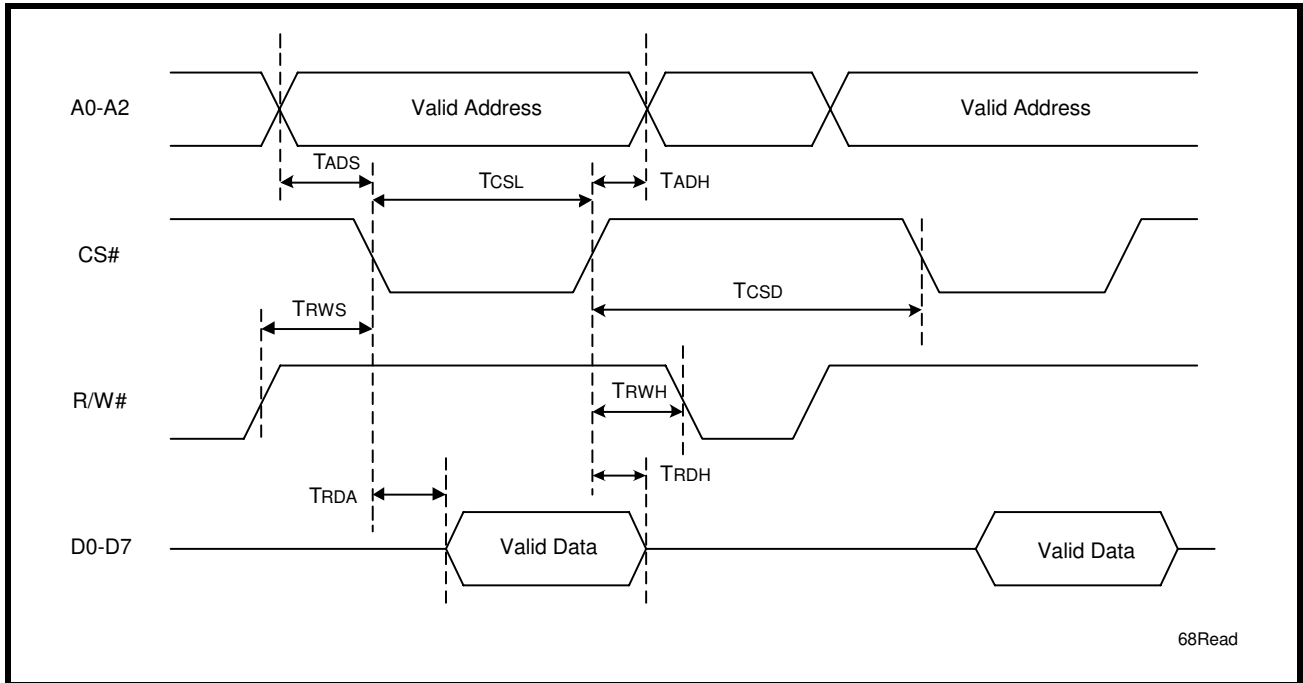 A0-A2
Valid Address
Valid Address
TADS
TCSL
TADH
CS#
TCSD
TRWS
R/W#
TRWH
TRDH
TRDA
D0-D7
Valid Data
Valid Data
68Read